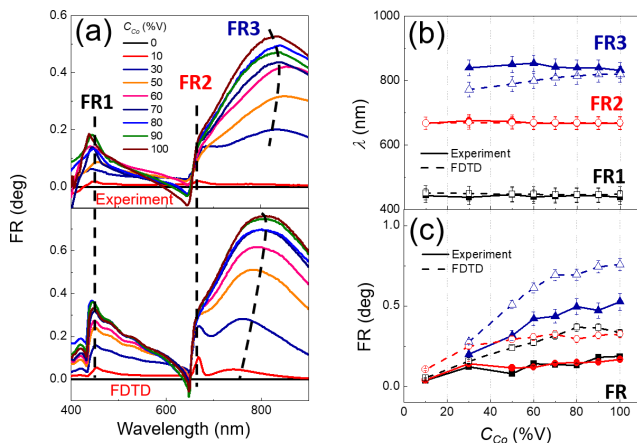 (a)
C_Co (%V)
0
10
30
50
60
70
80
90
100
FR1
FR2
FR3
0.6
0.4
0.2
0.0
Experiment
FR (deg)
0.6
0.4
0.2
0.0
FDTD
400 600 800
Wavelength (nm)
(b)
FR3
FR2
FR1
1000
800
600
400
λ (nm)
Experiment
FDTD
(c)
Experiment
FDTD
1.0
0.5
0.0
FR (deg)
FR
0 20 40 60 80 100
C_Co (%V)